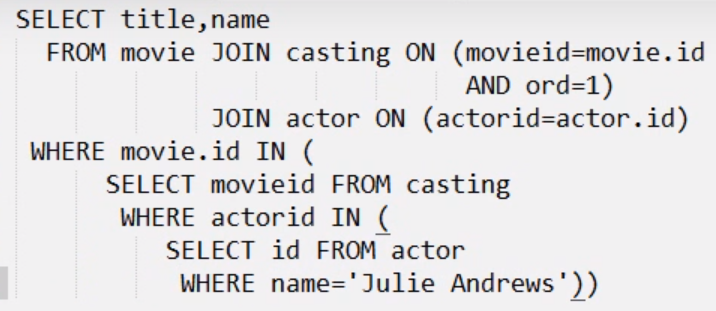 SELECT title,name
FROM movie JOIN casting ON (movieid=movie.id
AND ord=1)
JOIN actor ON (actorid=actor.id)
WHERE movie.id IN (
SELECT movieid FROM casting
WHERE actorid IN (
SELECT id FROM actor
WHERE name='Julie Andrews'))